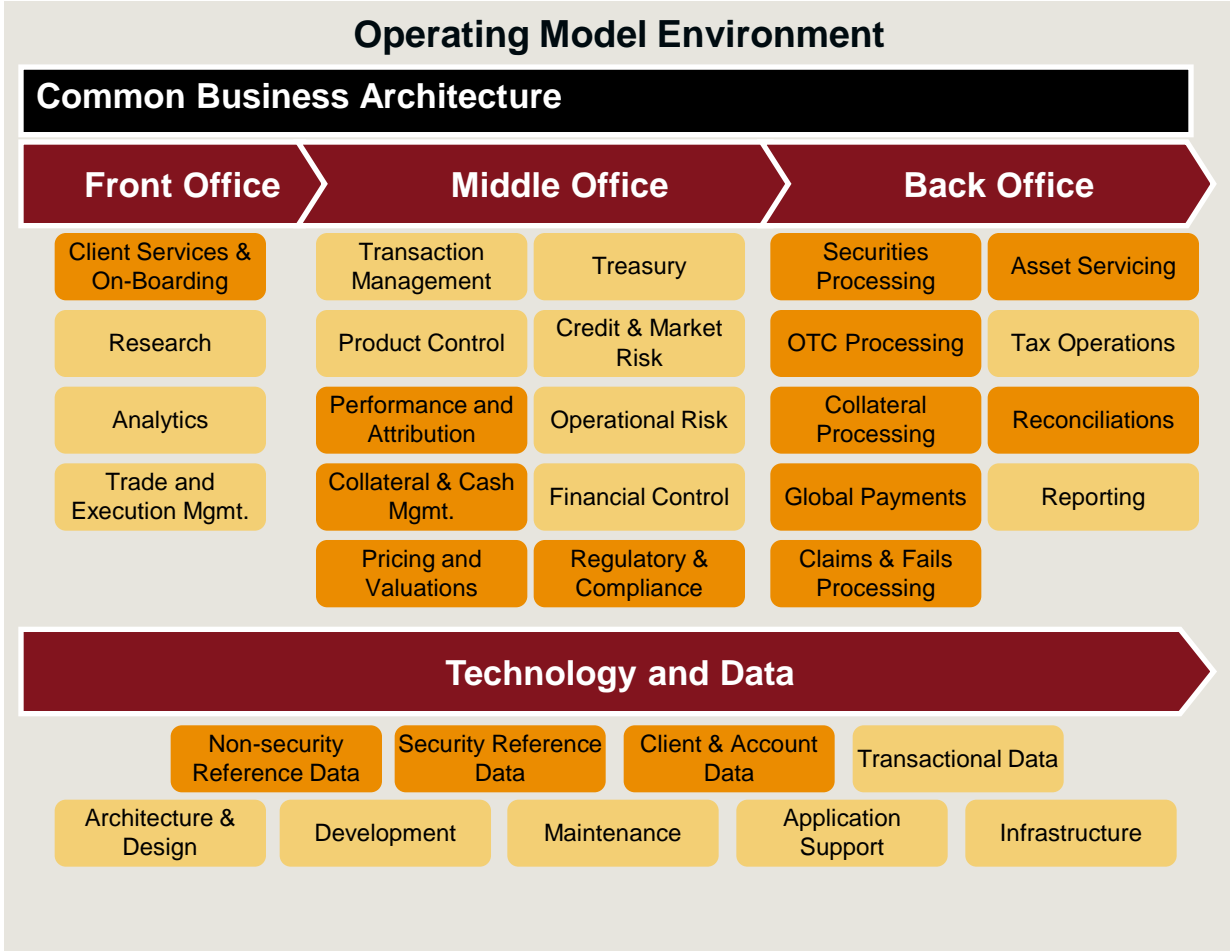 Operating Model Environment
Common Business Architecture
Front Office
Middle Office
Back Office
Client Services &
On-Boarding
Research
Analytics
Trade and
Execution Mgmt.
Transaction
Management
Treasury
Product Control
Credit & Market
Risk
Performance and
Attribution
Operational Risk
Collateral & Cash
Mgmt.
Financial Control
Pricing and
Valuations
Regulatory &
Compliance
Securities
Processing
Asset Servicing
OTC Processing
Tax Operations
Collateral
Processing
Reconciliations
Global Payments
Reporting
Claims & Fails
Processing
Technology and Data
Non-security
Reference Data
Security Reference
Data
Client & Account
Data
Transactional Data
Architecture &
Design
Development
Maintenance
Application
Support
Infrastructure